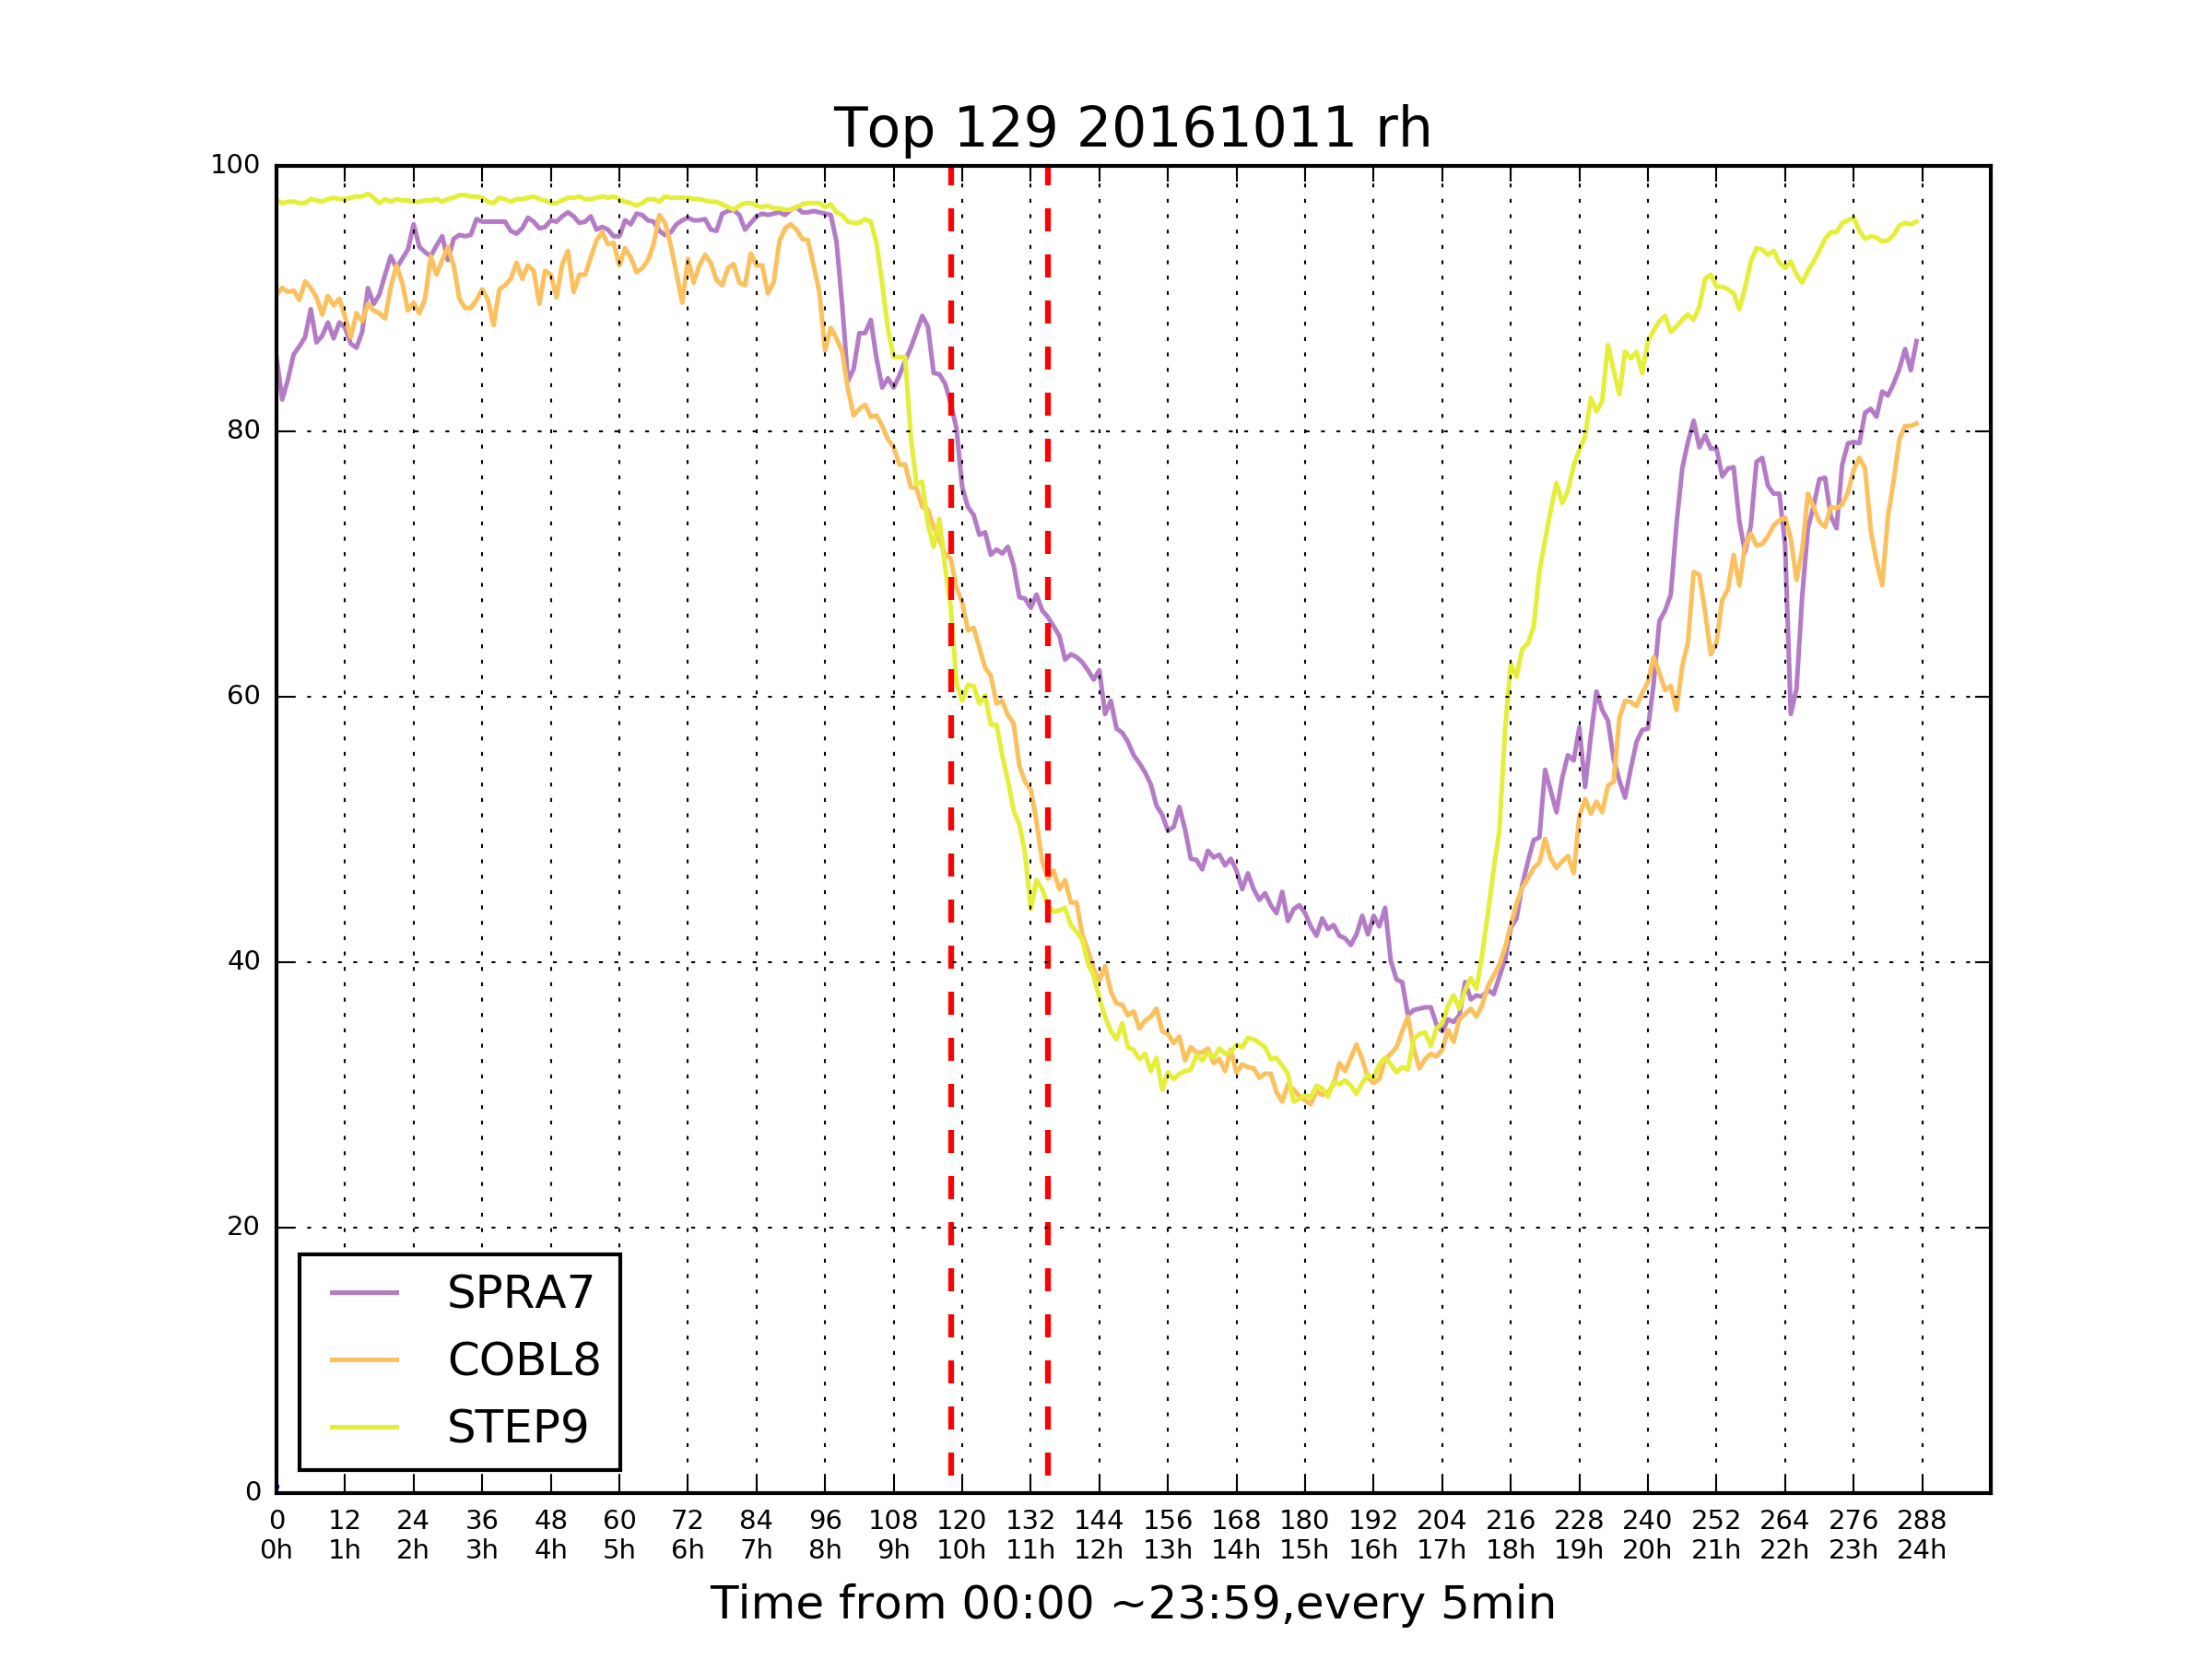 Top 129 20161011 rh
100
80
60
40
20
0
SPRA7
COBL8
STEP9
0 12 24 36 48 60 72 84 96 108 120 132 144 156 168 180 192 204 216 228 240 252 264 276 288
0h 1h 2h 3h 4h 5h 6h 7h 8h 9h 10h 11h 12h 13h 14h 15h 16h 17h 18h 19h 20h 21h 22h 23h 24h
Time from 00:00 ~23:59,every 5min